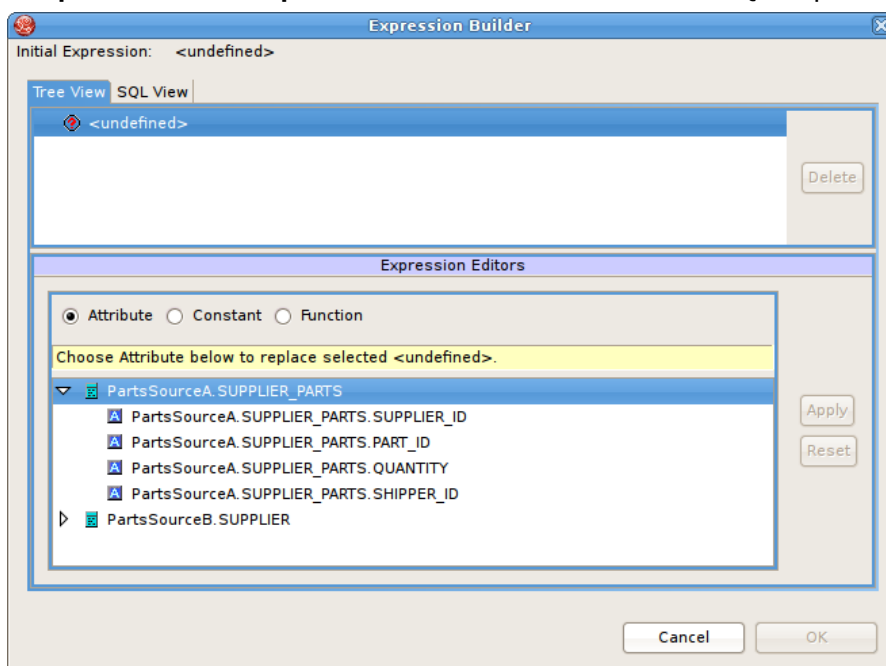 Expression Builder
Initial Expression: <undefined>
Tree View SQL View
<undefined>
Delete
Expression Editors
Attribute Constant Function
Choose Attribute below to replace selected <undefined>.
PartsSourceA.SUPPLIER_PARTS
A PartsSourceA.SUPPLIER_PARTS.SUPPLIER_ID
A PartsSourceA.SUPPLIER_PARTS.PART_ID
A PartsSourceA.SUPPLIER_PARTS.QUANTITY
A PartsSourceA.SUPPLIER_PARTS.SHIPPER_ID
PartsSourceB.SUPPLIER
Apply
Reset
Cancel OK